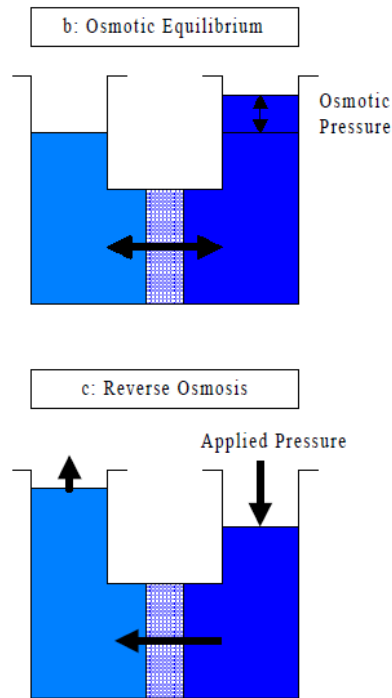 b: Osmotic Equilibrium
Osmotic
Pressure
c: Reverse Osmosis
Applied Pressure